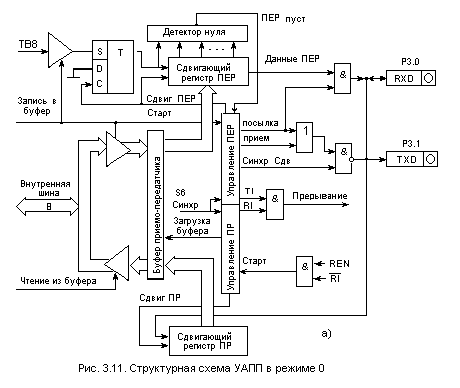 ПЕР пуст
Детектор нуля
TB8
S
T
D
C
Сдвигающий
регистр ПЕР
Данные ПЕР
&
P3.0
RXD
Сдвиг ПЕР
Запись в
буфер
Старт
посылка
прием
1
&
P3.1
TXD
Синхр Сдв
Управление ПЕР
Буфер приемо-передатчика
Внутренняя
шина
8
S6
Синхр
TI
RI
&
Прерывание
Загрузка
буфера
Управление ПР
Старт
&
REN
RI
Чтение из буфера
Сдвиг ПР
Сдвигающий
регистр ПР
а)
Рис. 3.11. Структурная схема УАПП в режиме 0